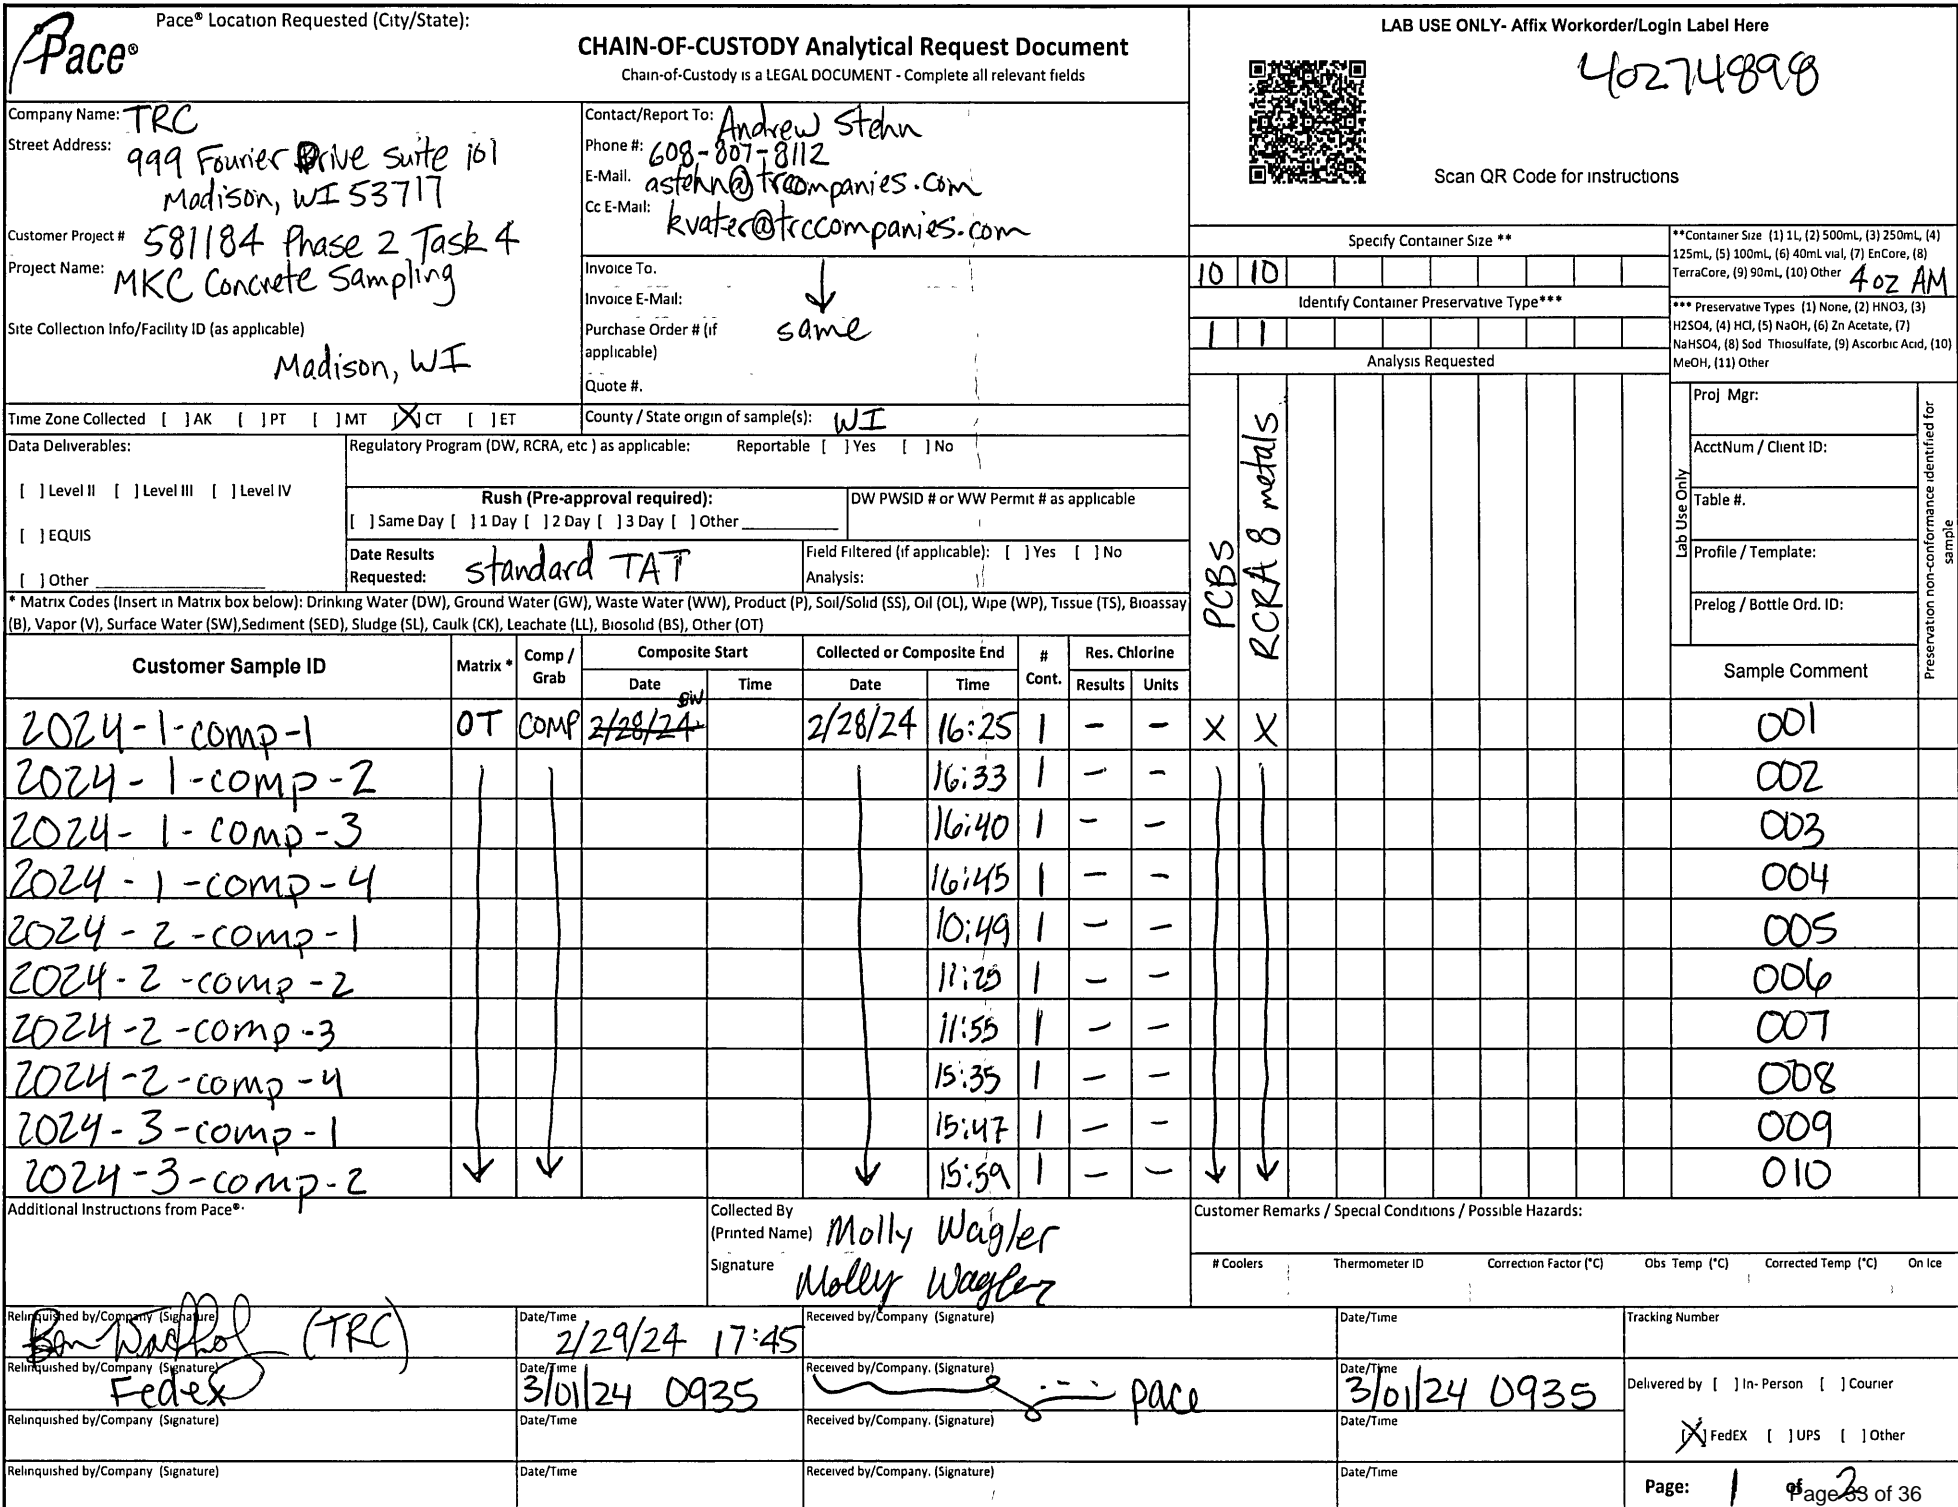 Pace® Location Requested (City/State):
Pace®
CHAIN-OF-CUSTODY Analytical Request Document
Chain-of-Custody is a LEGAL DOCUMENT - Complete all relevant fields
LAB USE ONLY- Affix Workorder/Login Label Here
40274898
Scan QR Code for instructions
Company Name: TRC
Street Address: 999 Fourier Drive Suite 101
Madison, WI 53717
Customer Project # 581184 Phase 2 Task 4
Project Name: MKC Concrete Sampling
Site Collection Info/Facility ID (as applicable)
Madison, WI
Contact/Report To: Andrew Stehn
Phone #: 608-807-8112
E-Mail. astehn@trccompanies.com
Cc E-Mail: kvater@trccompanies.com
Invoice To.
Invoice E-Mail:
Purchase Order # (if applicable) same
Quote #.
Specify Container Size **
10 10
Identify Container Preservative Type***
1 1
Analysis Requested
**Container Size (1) 1L, (2) 500mL, (3) 250mL, (4)
125mL, (5) 100mL, (6) 40mL vial, (7) EnCore, (8)
TerraCore, (9) 90mL, (10) Other 4oz AM
*** Preservative Types (1) None, (2) HNO3, (3)
H2SO4, (4) HCl, (5) NaOH, (6) Zn Acetate, (7)
NaHSO4, (8) Sod Thiosulfate, (9) Ascorbic Acid, (10)
MeOH, (11) Other
Time Zone Collected [ ] AK [ ] PT [ ] MT [X] CT [ ] ET
County / State origin of sample(s): WI
Data Deliverables:
[ ] Level II [ ] Level III [ ] Level IV
[ ] EQUIS
[ ] Other
Regulatory Program (DW, RCRA, etc ) as applicable: Reportable [ ] Yes [ ] No
Rush (Pre-approval required):
[ ] Same Day [ ] 1 Day [ ] 2 Day [ ] 3 Day [ ] Other
DW PWSID # or WW Permit # as applicable
Date Results Requested: standard TAT
Field Filtered (if applicable): [ ] Yes [ ] No
Analysis:
PCBS
RCRA 8 metals
Lab Use Only
Proj Mgr:
AcctNum / Client ID:
Table #.
Profile / Template:
Prelog / Bottle Ord. ID:
Preservation non-conformance identified for sample
* Matrix Codes (Insert in Matrix box below): Drinking Water (DW), Ground Water (GW), Waste Water (WW), Product (P), Soil/Solid (SS), Oil (OL), Wipe (WP), Tissue (TS), Bioassay
(B), Vapor (V), Surface Water (SW),Sediment (SED), Sludge (SL), Caulk (CK), Leachate (LL), Biosolid (BS), Other (OT)
Customer Sample ID Matrix * Comp / Grab Composite Start Collected or Composite End # Cont. Res. Chlorine Sample Comment
Date Time Date Time Results Units
BW
2024-1-comp-1 OT COMP 2/28/24 2/28/24 16:25 1 - - X X 001
2024-1-comp-2 16:33 1 - - 002
2024-1-comp-3 16:40 1 - - 003
2024-1-comp-4 16:45 1 - - 004
2024-2-comp-1 10:49 1 - - 005
2024-2-comp-2 11:25 1 - - 006
2024-2-comp-3 11:55 1 - - 007
2024-2-comp-4 15:35 1 - - 008
2024-3-comp-1 15:47 1 - - 009
2024-3-comp-2 15:59 1 - - 010
Additional Instructions from Pace®·
Collected By
(Printed Name) Molly Wagler
Signature Molly Wagler
Customer Remarks / Special Conditions / Possible Hazards:
# Coolers Thermometer ID Correction Factor (°C) Obs Temp (°C) Corrected Temp (°C) On Ice
Relinquished by/Company (Signature) Ben (TRC) Date/Time 2/29/24 17:45 Received by/Company (Signature) Date/Time Tracking Number
Relinquished by/Company (Signature) Fedex Date/Time 3/01/24 0935 Received by/Company. (Signature) pace Date/Time 3/01/24 0935 Delivered by [ ] In- Person [ ] Courier
Relinquished by/Company (Signature) Date/Time Received by/Company. (Signature) Date/Time [X] FedEX [ ] UPS [ ] Other
Relinquished by/Company (Signature) Date/Time Received by/Company. (Signature) Date/Time Page: 1 of
Page 33 of 36